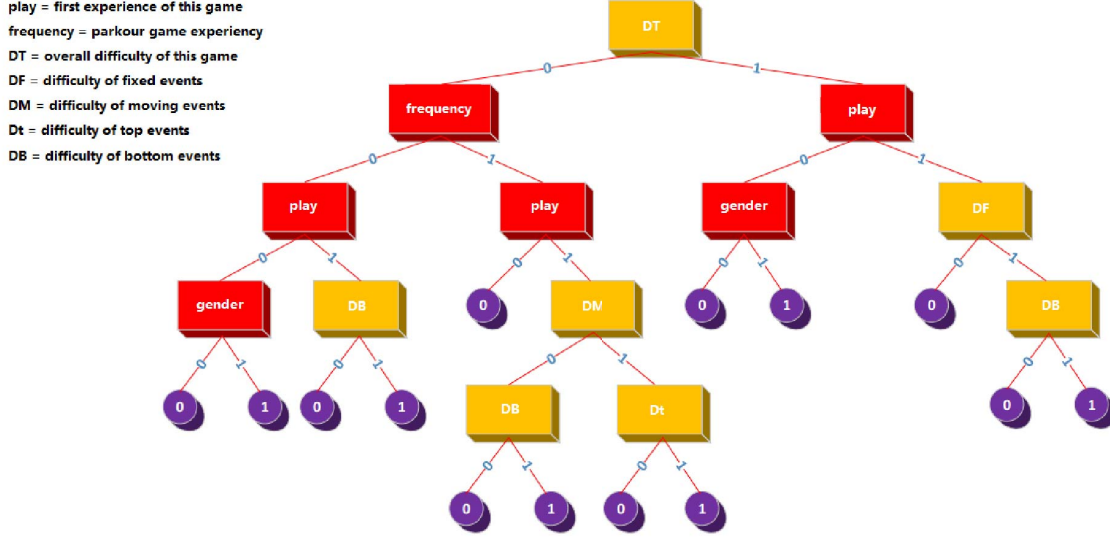 play = first experience of this game
frequency = parkour game experiency
DT = overall difficulty of this game
DF = difficulty of fixed events
DM = difficulty of moving events
Dt = difficulty of top events
DB = difficulty of bottom events
DT
0 1
frequency play
0 1 0 1
play play gender DF
0 1 0 1 0 1 0 1
gender DB 0 DM 0 1 0 DB
0 1 0 1 0 1 0 1
0 1 0 1 DB Dt 0 1
0 1 0 1
0 1 0 1